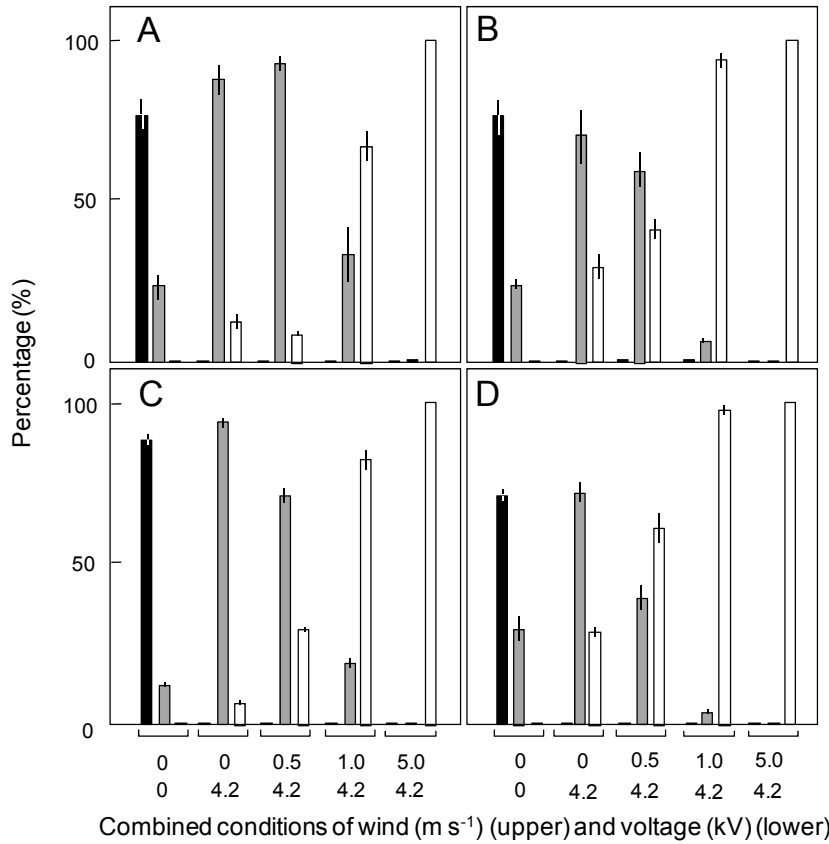 A B
100
50
0
C D
100
50
0
Percentage (%)
0 0 0.5 1.0 5.0 0 0 0.5 1.0 5.0
0 4.2 4.2 4.2 4.2 0 4.2 4.2 4.2 4.2
Combined conditions of wind (m s⁻¹) (upper) and voltage (kV) (lower)